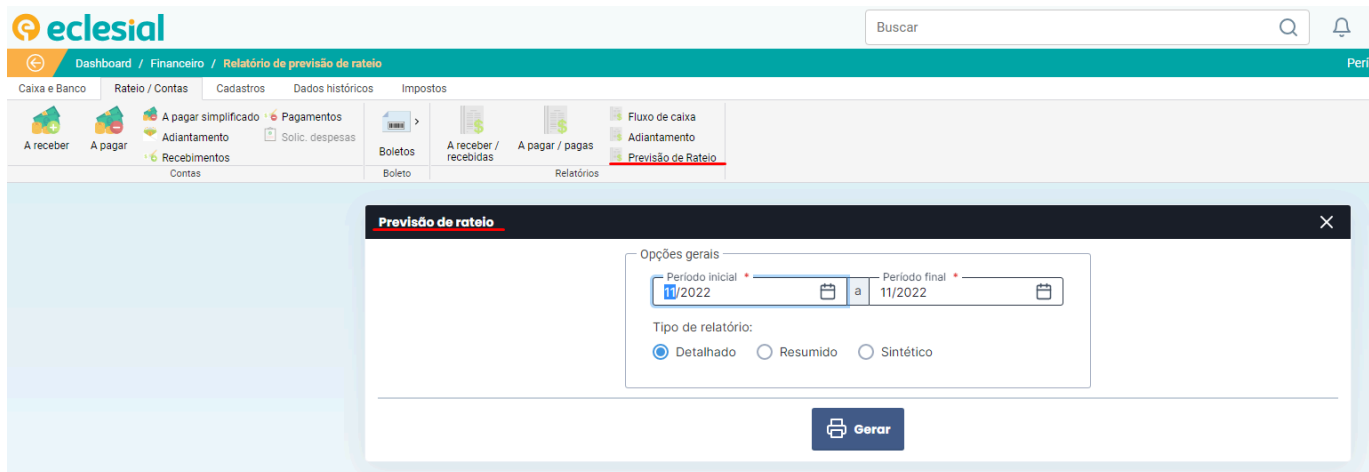 eclesial
Buscar
Dashboard / Financeiro / Relatório de previsão de rateio
Perí
Caixa e Banco Rateio / Contas Cadastros Dados históricos Impostos
A receber
A pagar
A pagar simplificado
Adiantamento
Recebimentos
Pagamentos
Solic. despesas
Contas
Boletos
Boleto
A receber /
recebidas
A pagar / pagas
Fluxo de caixa
Adiantamento
Previsão de Rateio
Relatórios
Previsão de rateio
Opções gerais
Período inicial *
11/2022
a
Período final *
11/2022
Tipo de relatório:
Detalhado Resumido Sintético
Gerar